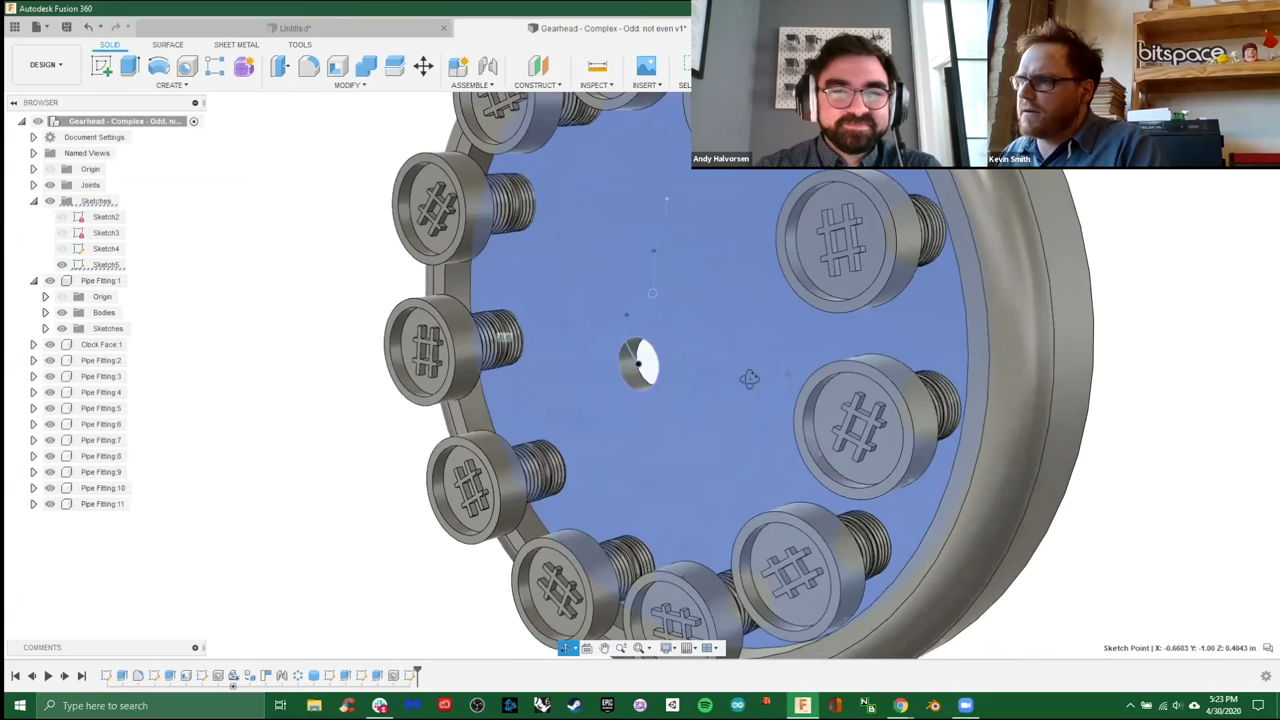 Autodesk Fusion 360
Untitled*
Gearhead - Complex - Odd, not even v1*
DESIGN
SOLID
SURFACE
SHEET METAL
TOOLS
CREATE
MODIFY
ASSEMBLE
CONSTRUCT
INSPECT
INSERT
SEL
BROWSER
Gearhead - Complex - Odd, no...
Document Settings
Named Views
Origin
Joints
Sketches
Sketch2
Sketch3
Sketch4
Sketch5
Pipe Fitting:1
Origin
Bodies
Sketches
Clock Face:1
Pipe Fitting:2
Pipe Fitting:3
Pipe Fitting:4
Pipe Fitting:5
Pipe Fitting:6
Pipe Fitting:7
Pipe Fitting:8
Pipe Fitting:9
Pipe Fitting:10
Pipe Fitting:11
bitspace
Andy Halvorsen
Kevin Smith
COMMENTS
Sketch Point | X: -0.6603 Y: -1.00 Z: 0.4043 in
Type here to search
EPIC
5:23 PM
4/30/2020